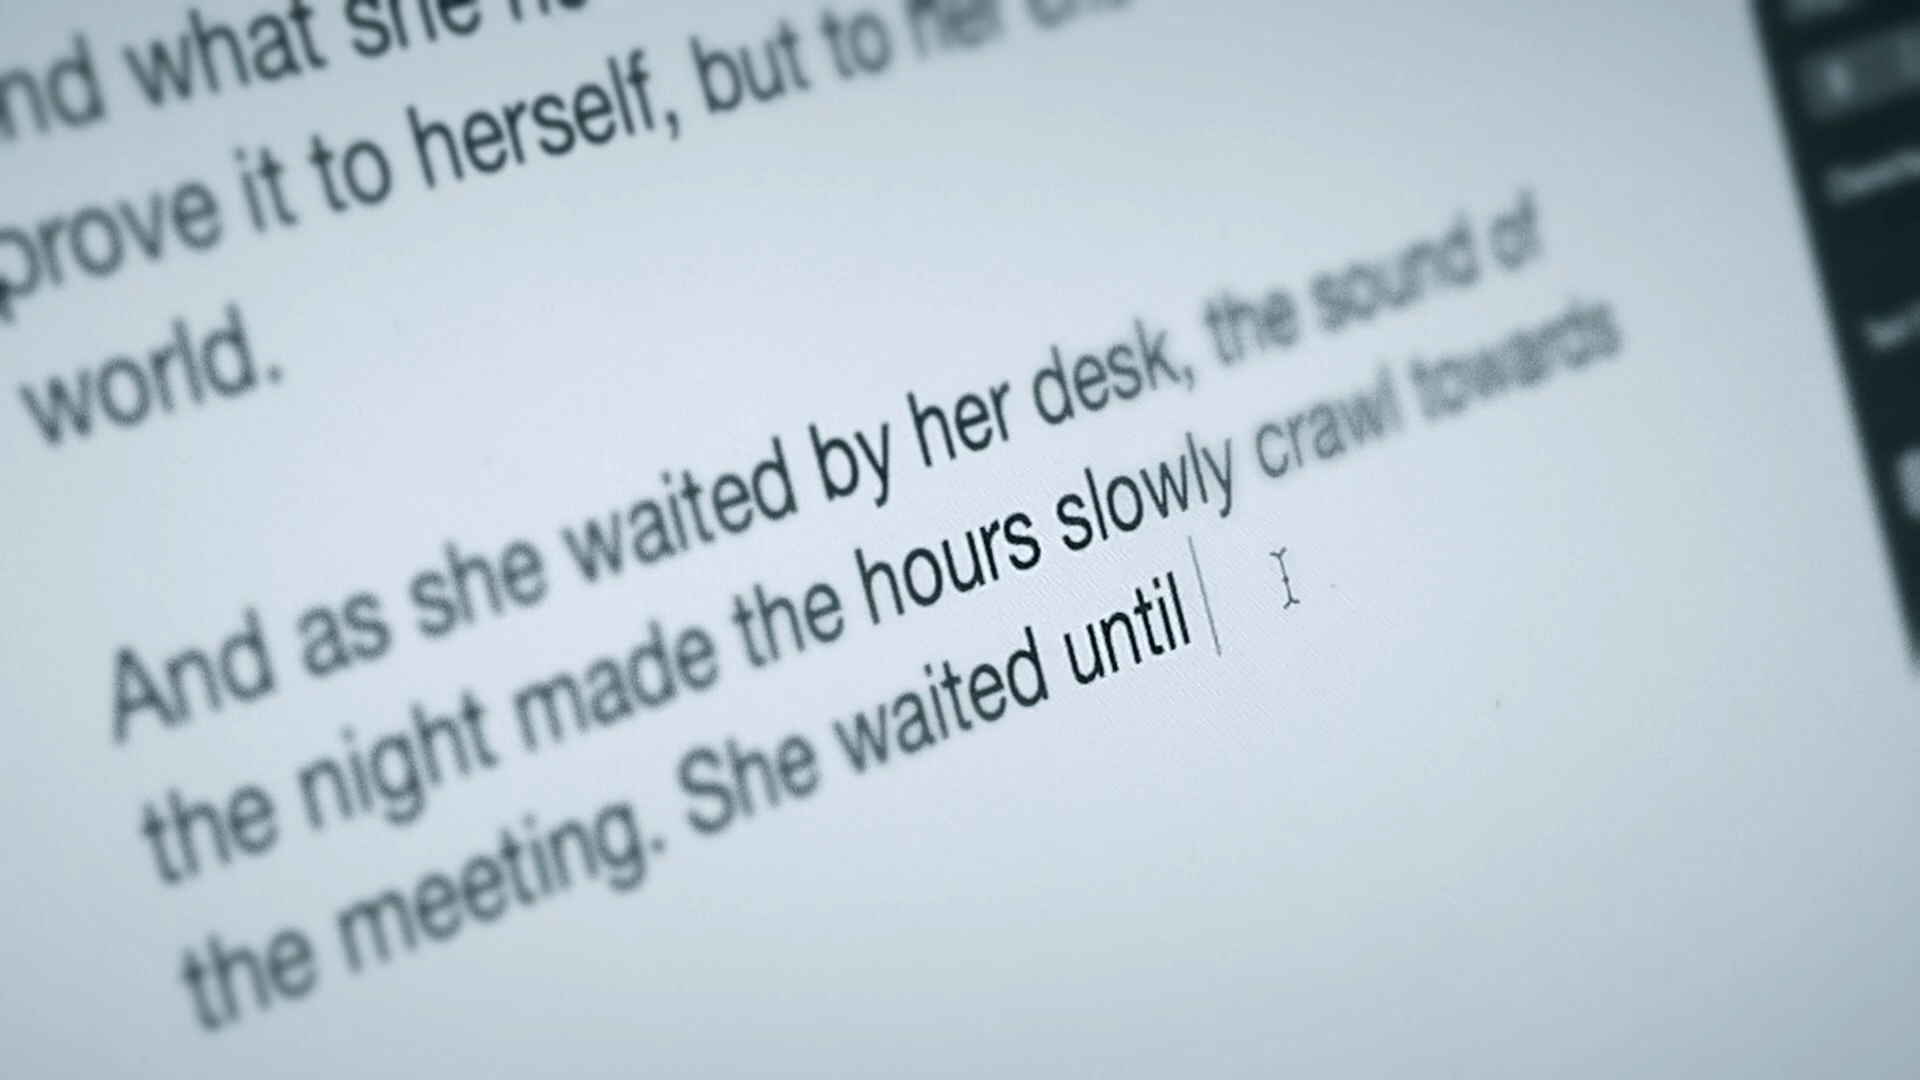 nd what she
prove it to herself, but to her
world.
And as she waited by her desk, the sound of
the night made the hours slowly crawl towards
the meeting. She waited until